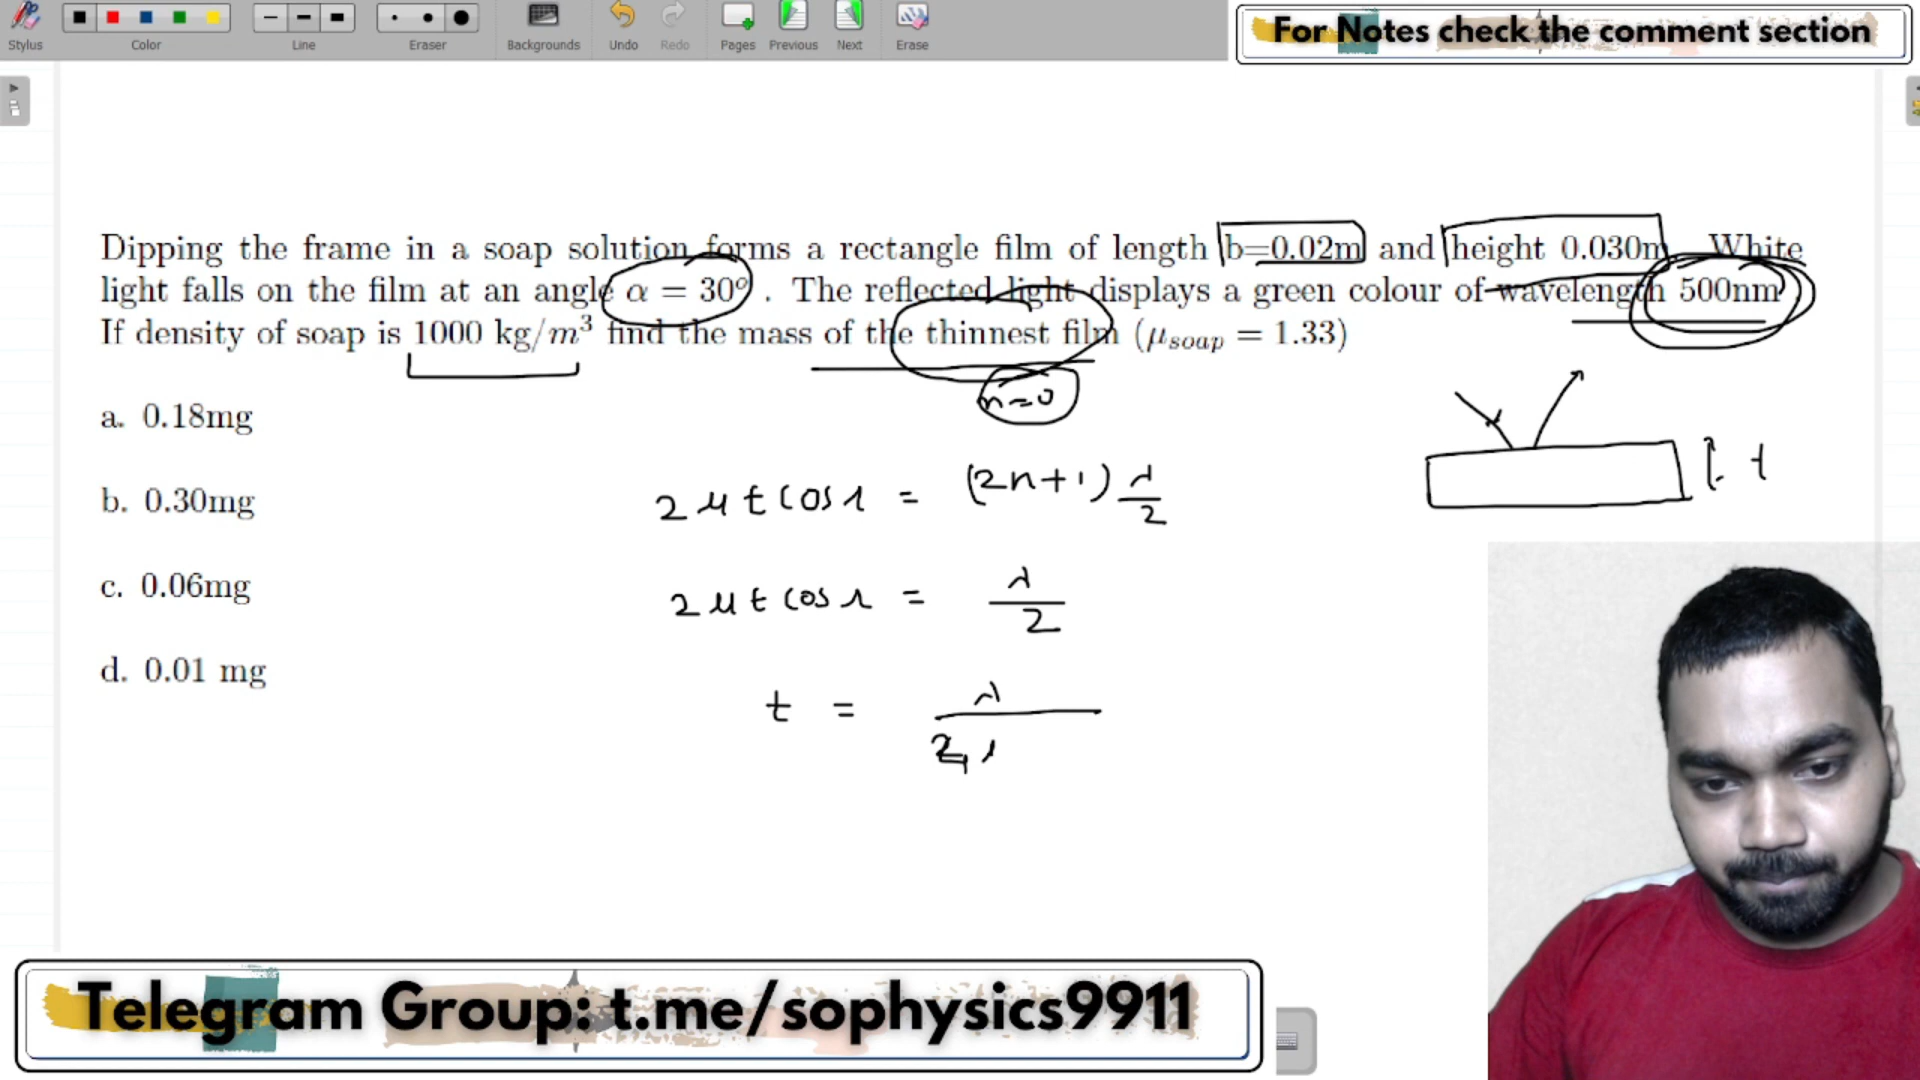 Stylus
Color
Line
Eraser
Backgrounds
Undo
Redo
Pages
Previous
Next
Erase
For Notes check the comment section
Dipping the frame in a soap solution forms a rectangle film of length b=0.02m and height 0.030m. White
light falls on the film at an angle α = 30° . The reflected light displays a green colour of wavelength 500nm.
If density of soap is 1000 kg/m³ find the mass of the thinnest film (μsoap = 1.33)
n=0
a. 0.18mg
b. 0.30mg
c. 0.06mg
d. 0.01 mg
2μt cos r = (2n+1) λ/2
t
2μt cos r = λ/2
t = λ/4
Telegram Group: t.me/sophysics9911